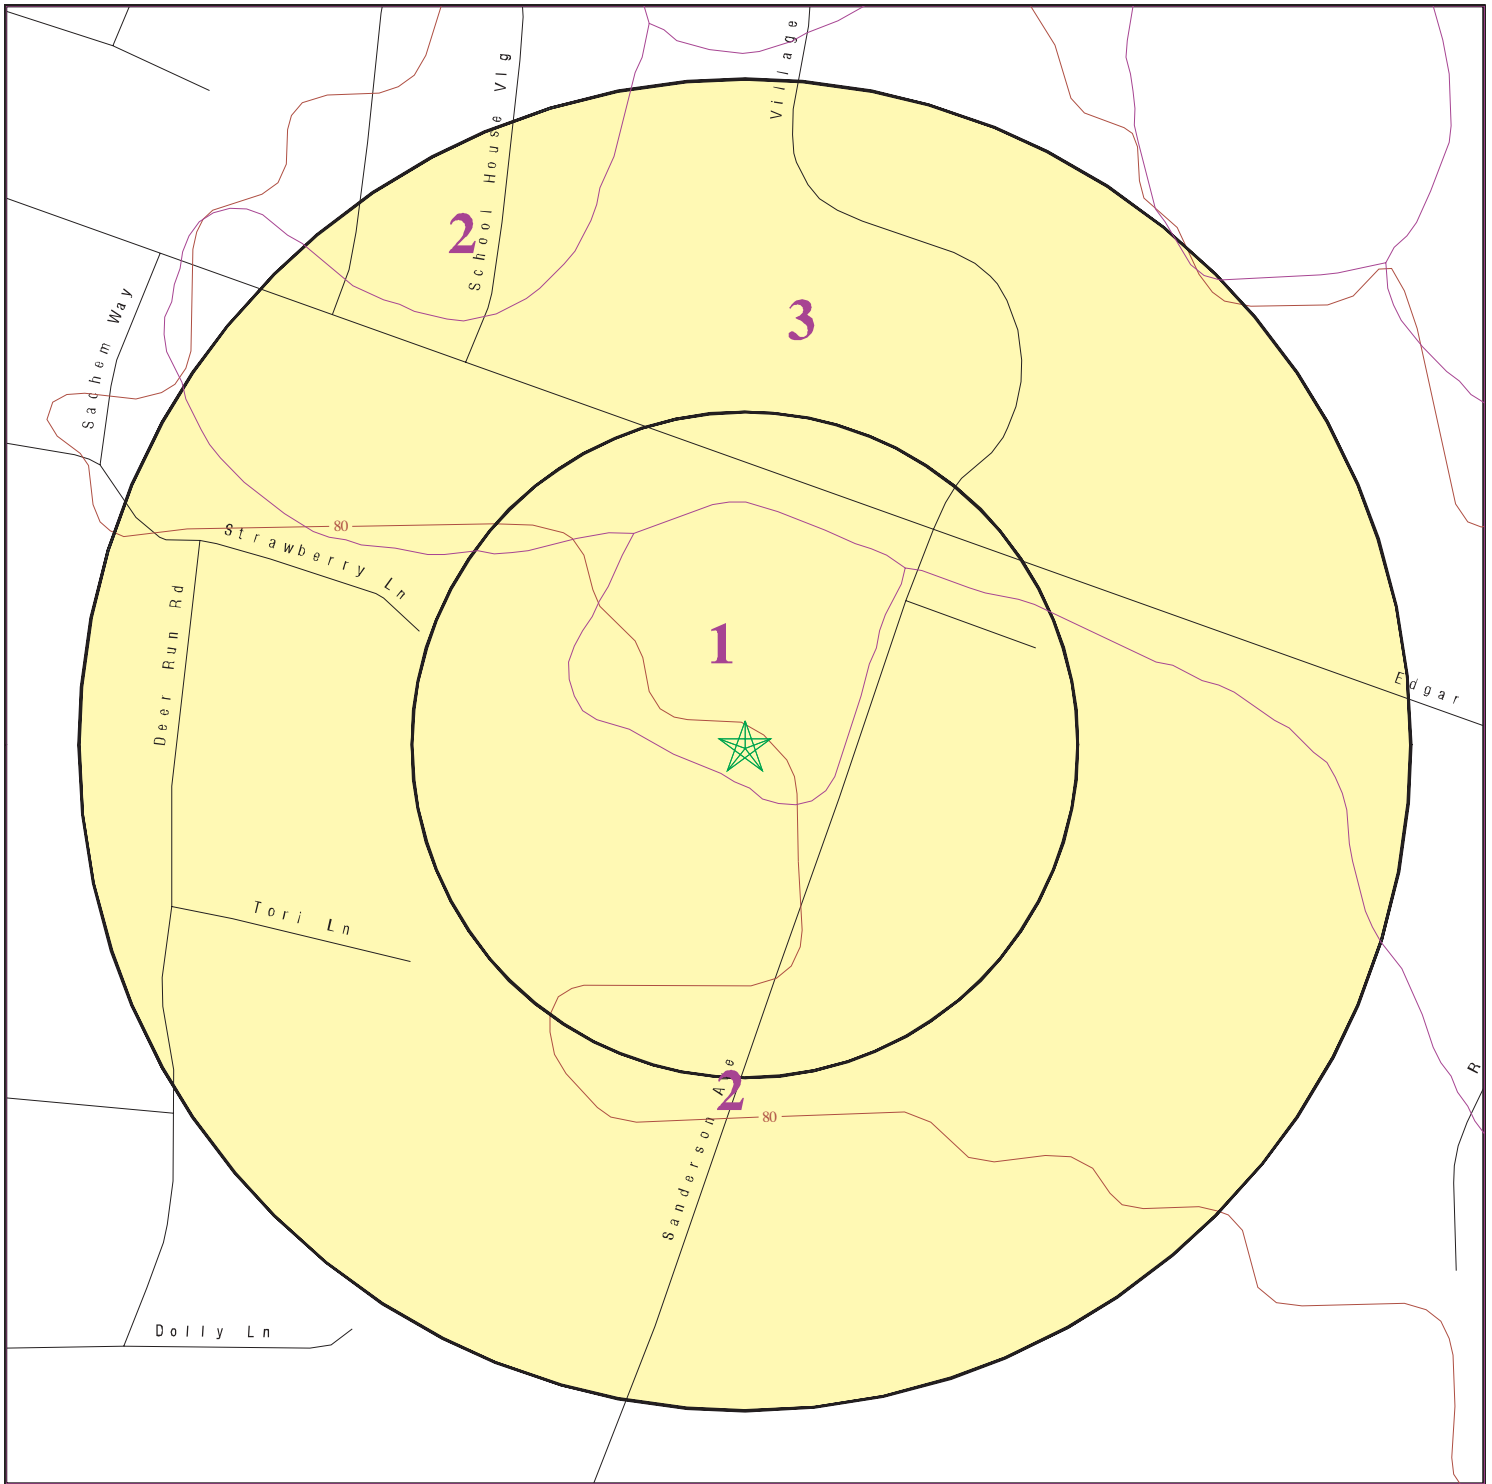 Village
School House Vlg
2
Sachem Way
3
80
Strawberry Ln
Deer Run Rd
1
Edgar
Tori Ln
R
2
80
Sanderson A e
Dolly Ln